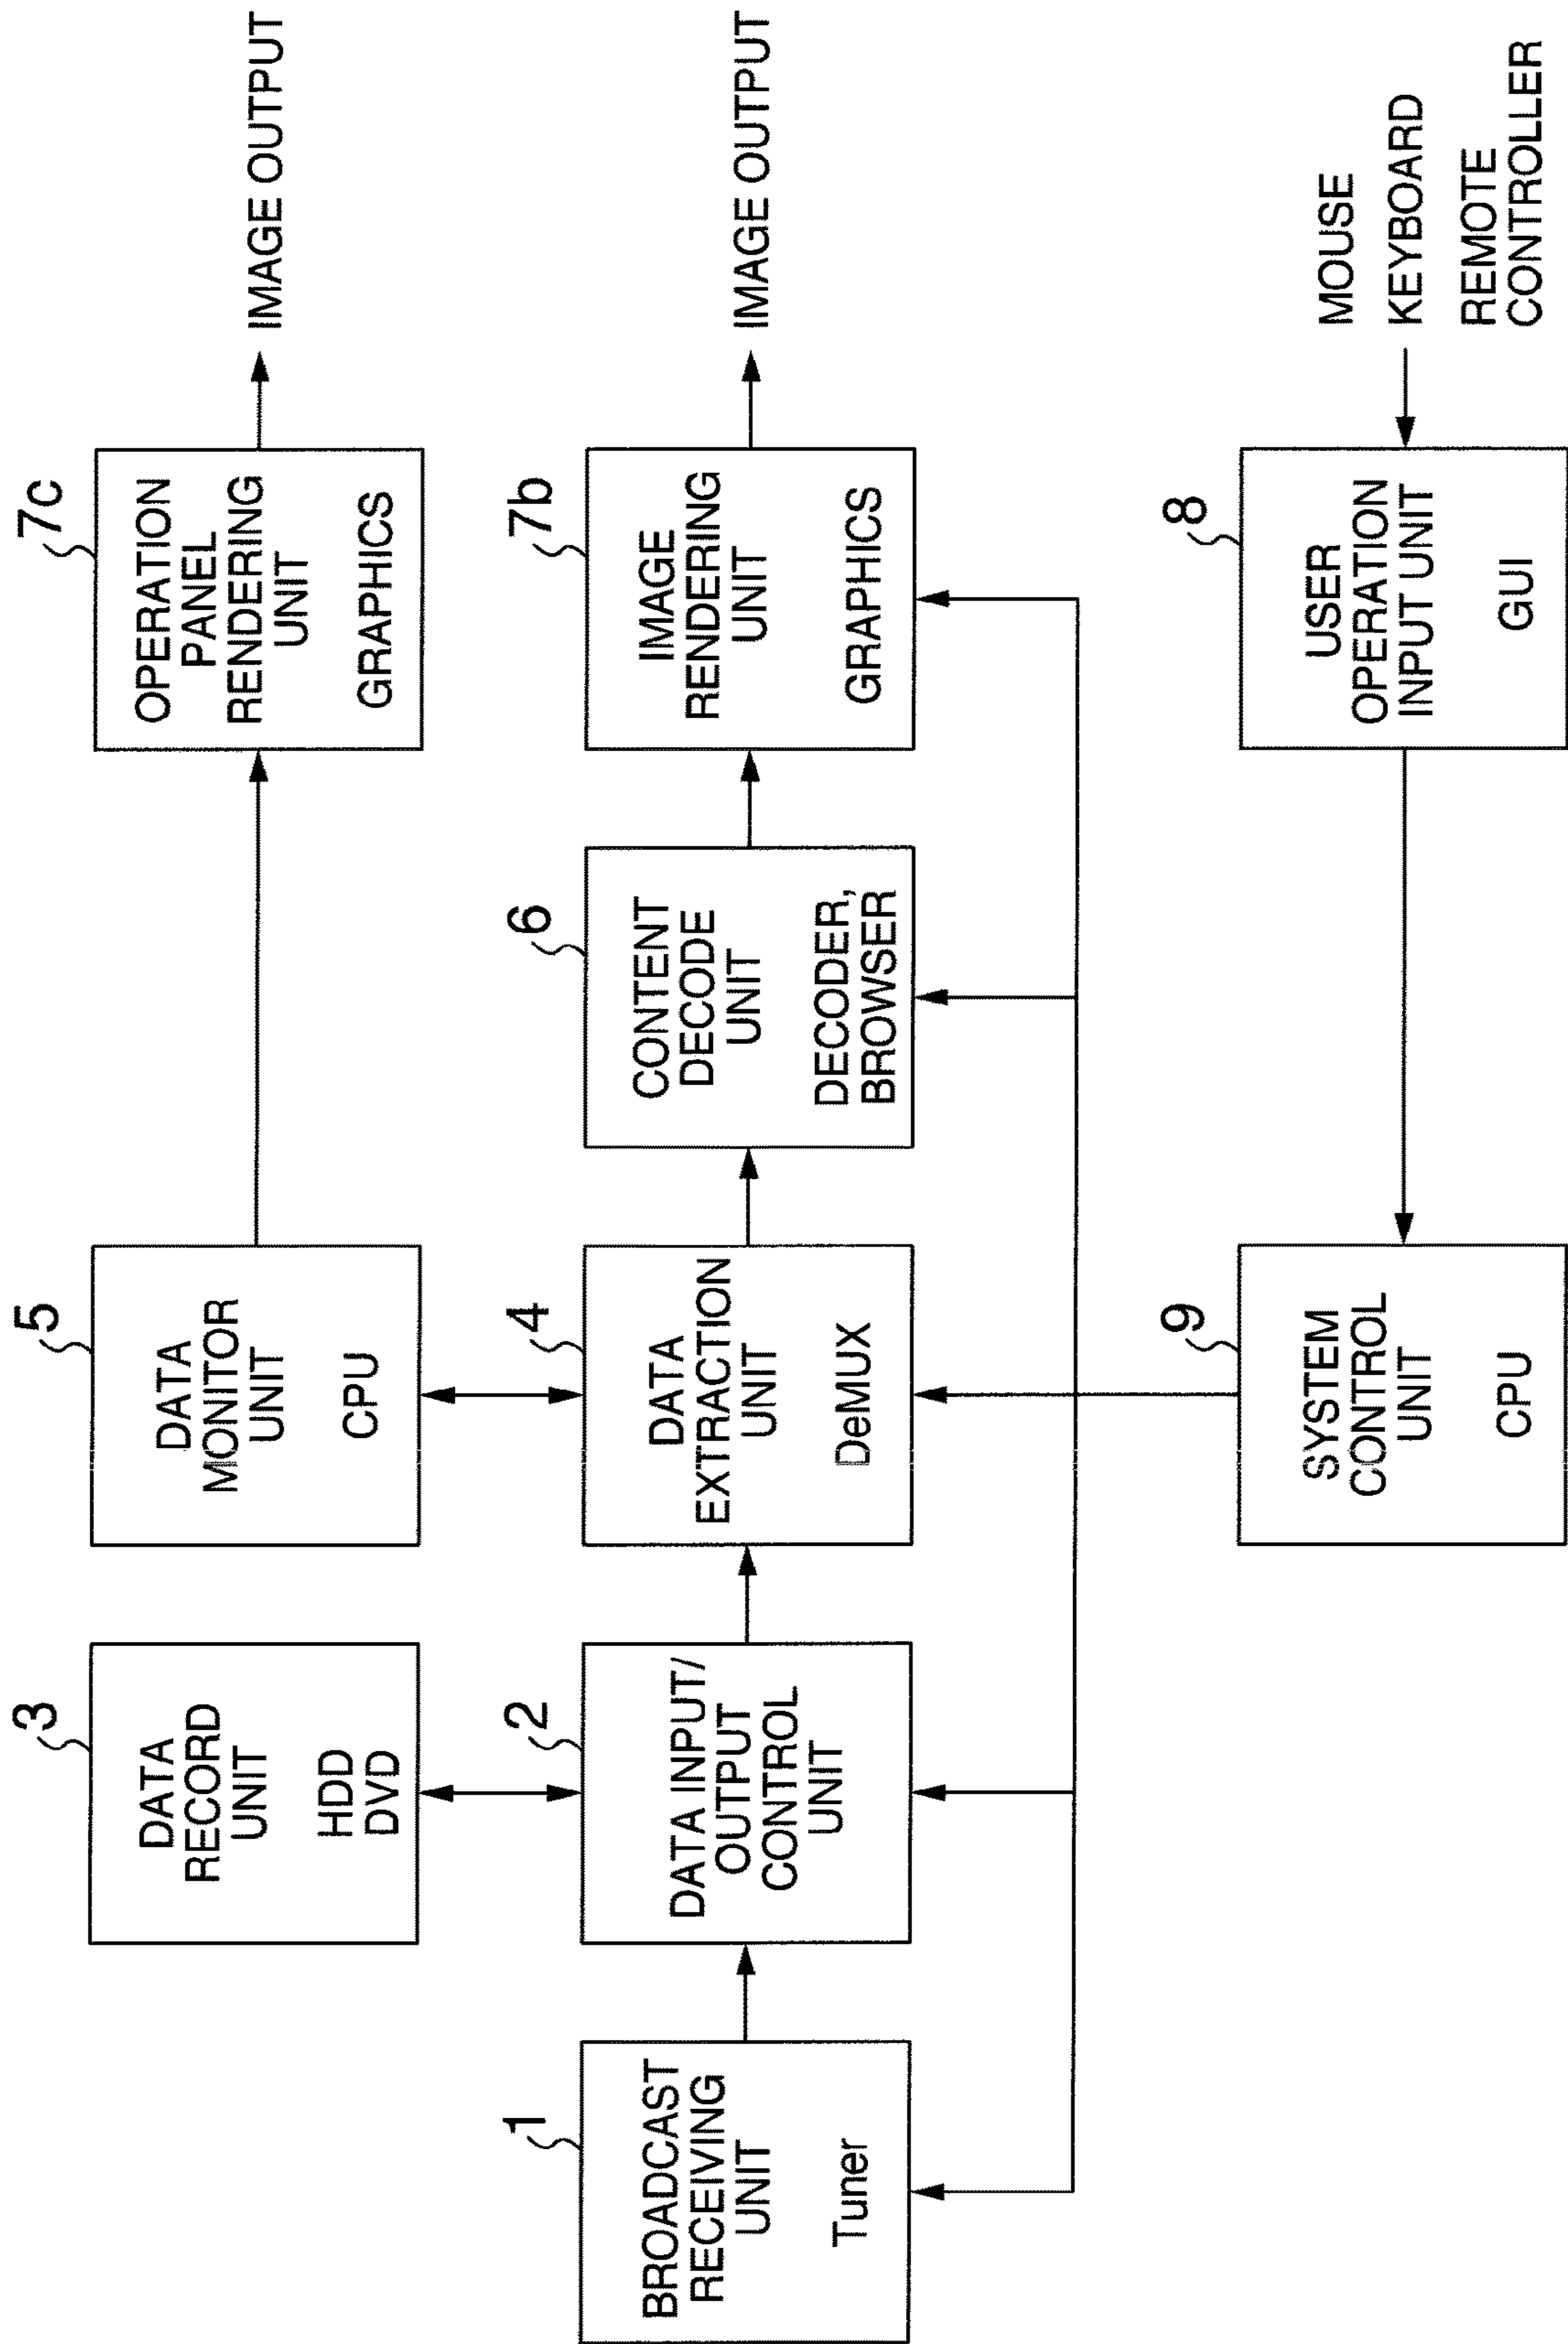 3
DATA
RECORD
UNIT
HDD
DVD
5
DATA
MONITOR
UNIT
CPU
7c
OPERATION
PANEL
RENDERING
UNIT
GRAPHICS
IMAGE OUTPUT
1
BROADCAST
RECEIVING
UNIT
Tuner
2
DATA INPUT/
OUTPUT
CONTROL
UNIT
4
DATA
EXTRACTION
UNIT
DeMUX
6
CONTENT
DECODE
UNIT
DECODER,
BROWSER
7b
IMAGE
RENDERING
UNIT
GRAPHICS
IMAGE OUTPUT
9
SYSTEM
CONTROL
UNIT
CPU
8
USER
OPERATION
INPUT UNIT
GUI
MOUSE
KEYBOARD
REMOTE
CONTROLLER